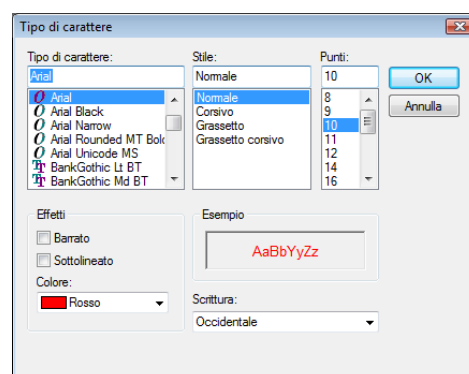 Tipo di carattere
Tipo di carattere:
Arial
Arial
Arial Black
Arial Narrow
Arial Rounded MT Bolc
Arial Unicode MS
BankGothic Lt BT
BankGothic Md BT
Stile:
Normale
Normale
Corsivo
Grassetto
Grassetto corsivo
Punti:
10
8
9
10
11
12
14
16
OK
Annulla
Effetti
Barrato
Sottolineato
Colore:
Rosso
Esempio
AaBbYyZz
Scrittura:
Occidentale